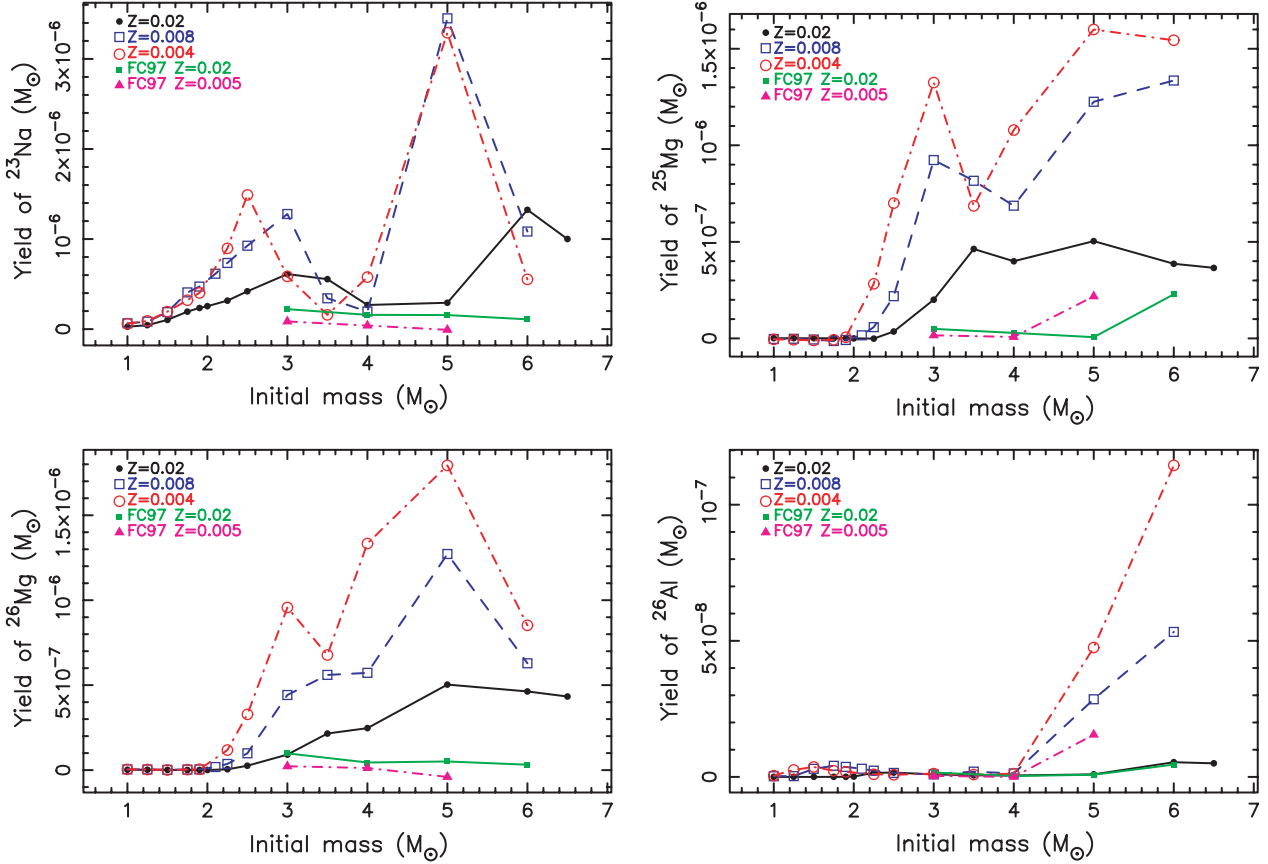 Z=0.02
Z=0.008
Z=0.004
FC97 Z=0.02
FC97 Z=0.005
Yield of ²³Na (M⊙)
0
10⁻⁶
2×10⁻⁶
3×10⁻⁶
1 2 3 4 5 6 7
Initial mass (M⊙)
Z=0.02
Z=0.008
Z=0.004
FC97 Z=0.02
FC97 Z=0.005
Yield of ²⁵Mg (M⊙)
0
5×10⁻⁷
10⁻⁶
1.5×10⁻⁶
1 2 3 4 5 6 7
Initial mass (M⊙)
Z=0.02
Z=0.008
Z=0.004
FC97 Z=0.02
FC97 Z=0.005
Yield of ²⁶Mg (M⊙)
0
5×10⁻⁷
10⁻⁶
1.5×10⁻⁶
1 2 3 4 5 6 7
Initial mass (M⊙)
Z=0.02
Z=0.008
Z=0.004
FC97 Z=0.02
FC97 Z=0.005
Yield of ²⁶Al (M⊙)
0
5×10⁻⁸
10⁻⁷
1 2 3 4 5 6 7
Initial mass (M⊙)